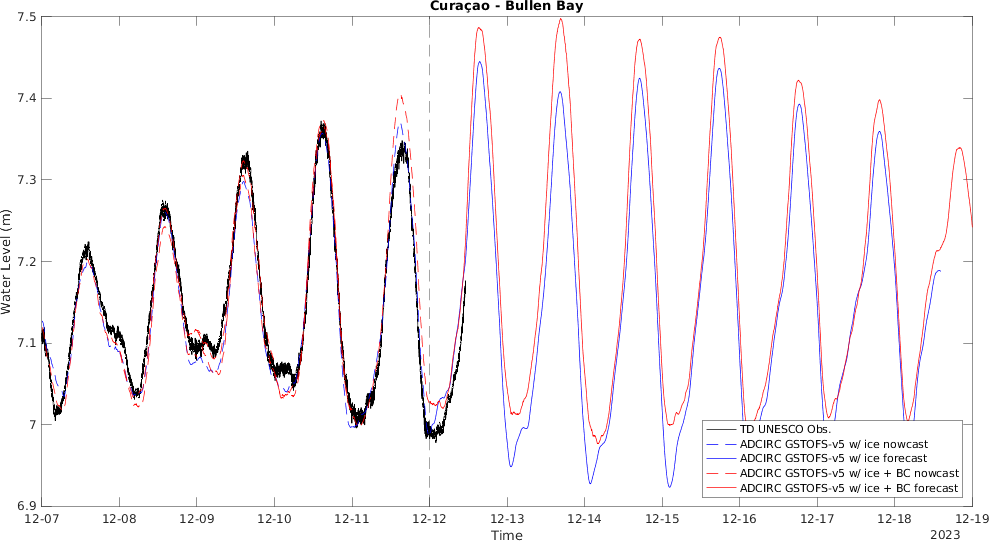 Curaçao - Bullen Bay
Water Level (m)
7.5
7.4
7.3
7.2
7.1
7
6.9
TD UNESCO Obs.
ADCIRC GSTOFS-v5 w/ ice nowcast
ADCIRC GSTOFS-v5 w/ ice forecast
ADCIRC GSTOFS-v5 w/ ice + BC nowcast
ADCIRC GSTOFS-v5 w/ ice + BC forecast
12-07 12-08 12-09 12-10 12-11 12-12 12-13 12-14 12-15 12-16 12-17 12-18 12-19
Time
2023